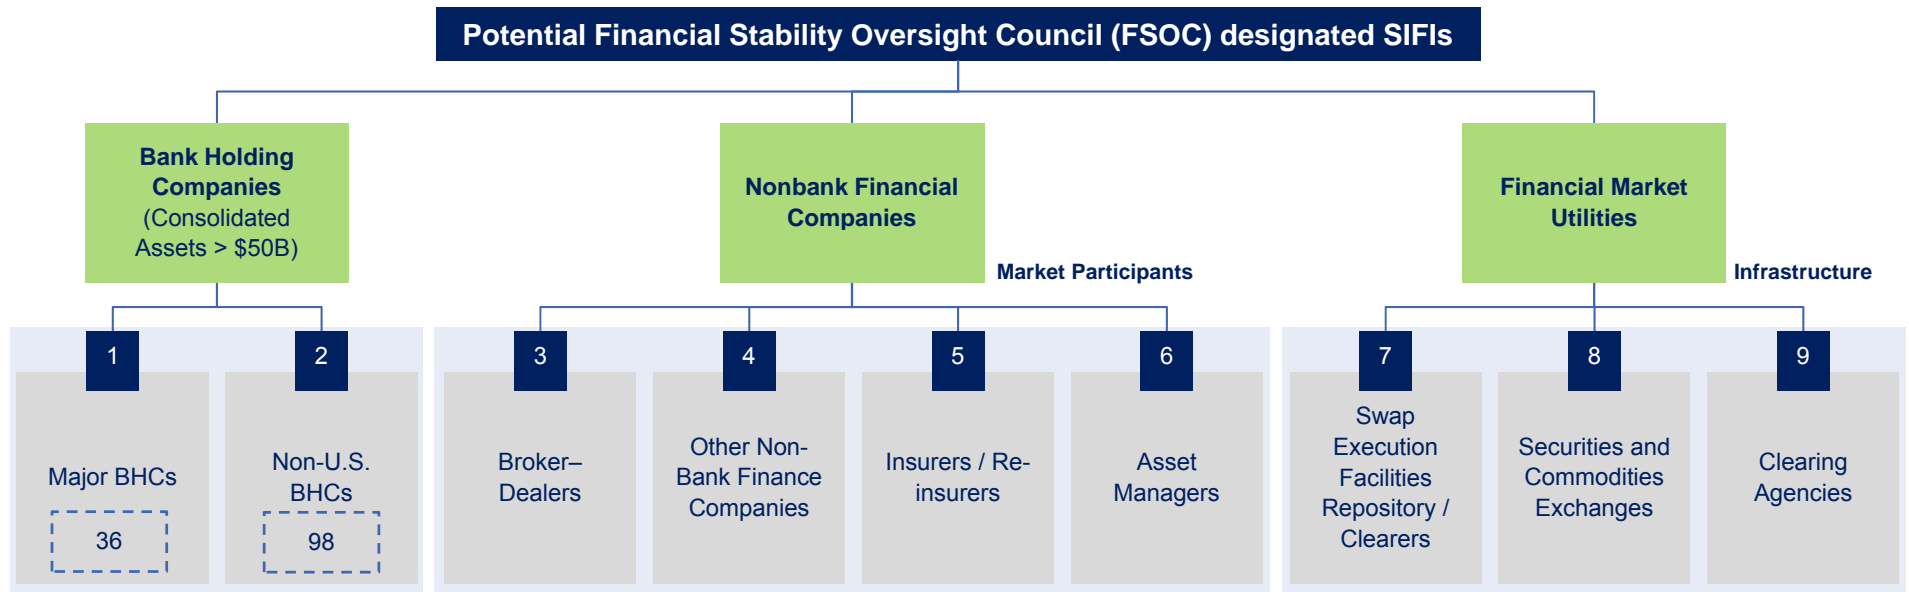 Potential Financial Stability Oversight Council (FSOC) designated SIFIs
Bank Holding
Companies
(Consolidated
Assets > $50B)
Nonbank Financial
Companies
Financial Market
Utilities
Market Participants
Infrastructure
1
Major BHCs
36
2
Non-U.S.
BHCs
98
3
Broker–
Dealers
4
Other Non-
Bank Finance
Companies
5
Insurers / Re-
insurers
6
Asset
Managers
7
Swap
Execution
Facilities
Repository /
Clearers
8
Securities and
Commodities
Exchanges
9
Clearing
Agencies